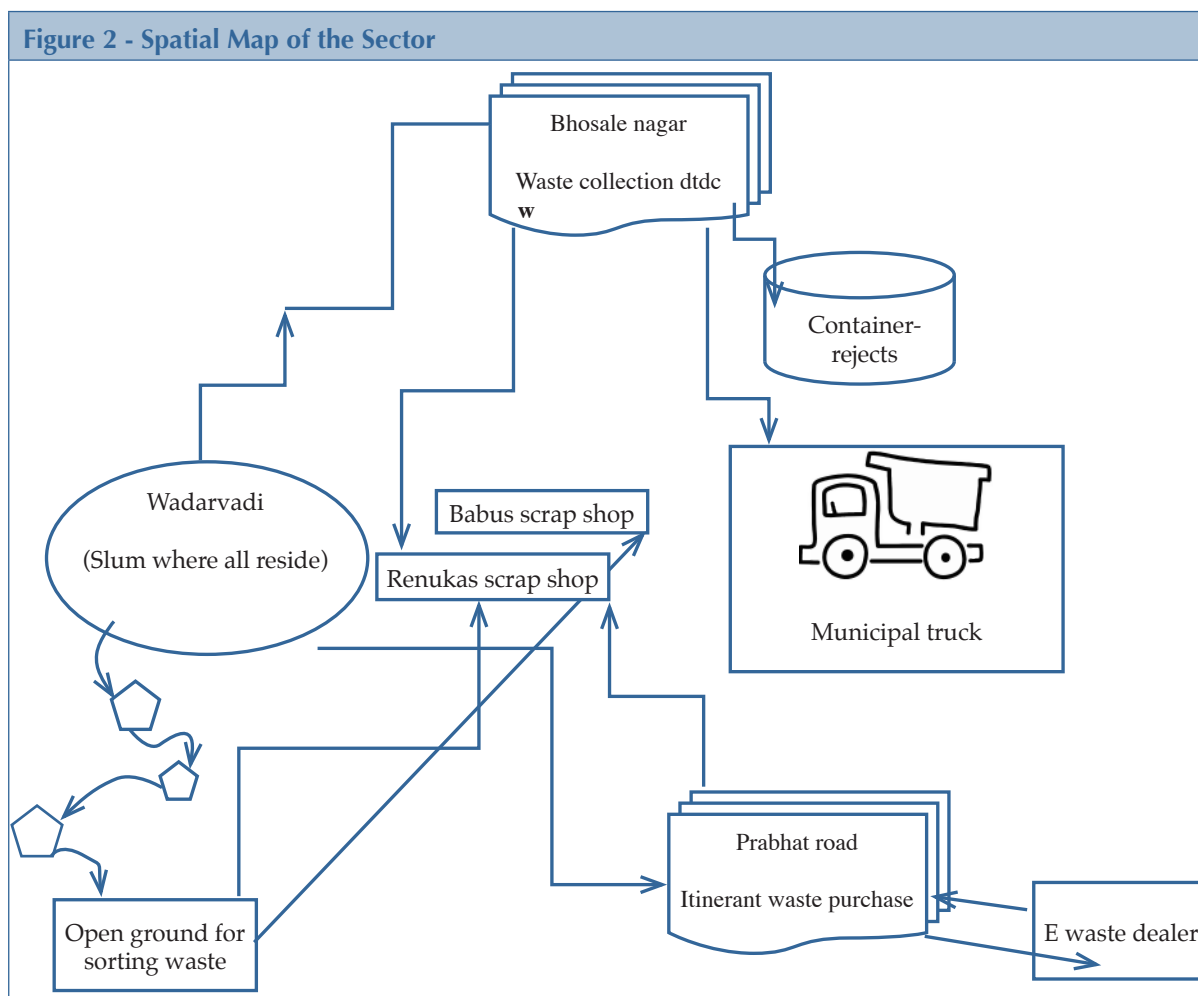 Figure 2 - Spatial Map of the Sector
Bhosale nagar
Waste collection dtdc
w
Container-
rejects
Wadarvadi
(Slum where all reside)
Babus scrap shop
Renukas scrap shop
Municipal truck
Prabhat road
Itinerant waste purchase
Open ground for
sorting waste
E waste dealer